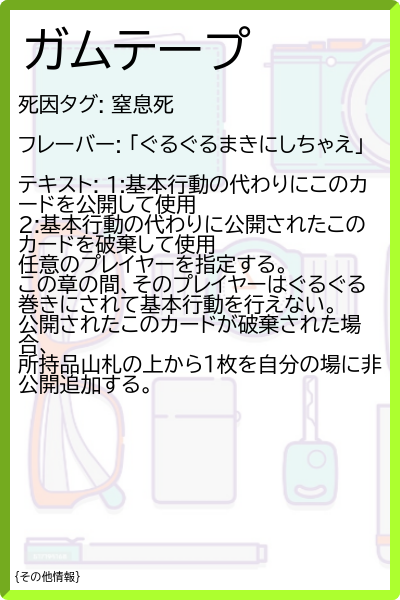 ガムテープ
死因タグ: 窒息死
フレーバー: 「ぐるぐるまきにしちゃえ」
テキスト: 1:基本行動の代わりにこのカ
ードを公開して使用
2:基本行動の代わりに公開されたこの
カードを破棄して使用
任意のプレイヤーを指定する。
この章の間、そのプレイヤーはぐるぐる
巻きにされて基本行動を行えない。
公開されたこのカードが破棄された場
合、
所持品山札の上から1枚を自分の場に非
公開追加する。
{その他情報}